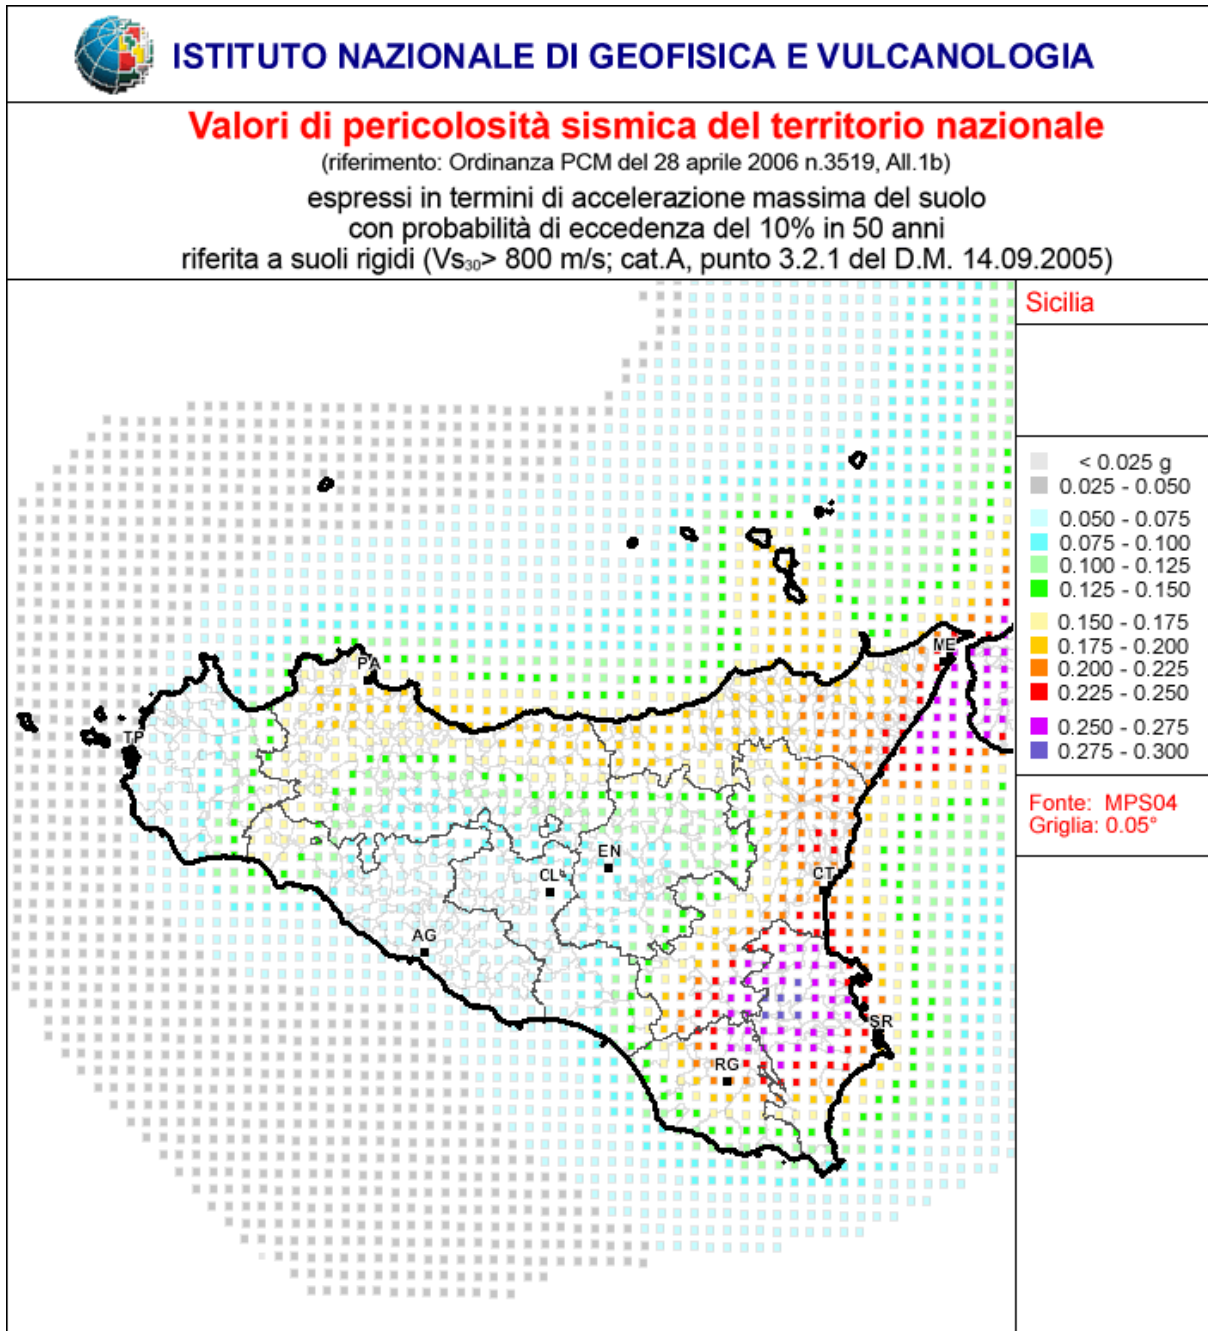 ISTITUTO NAZIONALE DI GEOFISICA E VULCANOLOGIA
Valori di pericolosità sismica del territorio nazionale
(riferimento: Ordinanza PCM del 28 aprile 2006 n.3519, All.1b)
espressi in termini di accelerazione massima del suolo
con probabilità di eccedenza del 10% in 50 anni
riferita a suoli rigidi (Vs₃₀> 800 m/s; cat.A, punto 3.2.1 del D.M. 14.09.2005)
Sicilia
< 0.025 g
0.025 - 0.050
0.050 - 0.075
0.075 - 0.100
0.100 - 0.125
0.125 - 0.150
0.150 - 0.175
0.175 - 0.200
0.200 - 0.225
0.225 - 0.250
0.250 - 0.275
0.275 - 0.300
Fonte: MPS04
Griglia: 0.05°
ME
PA
TP
EN
CL
CT
AG
SR
RG